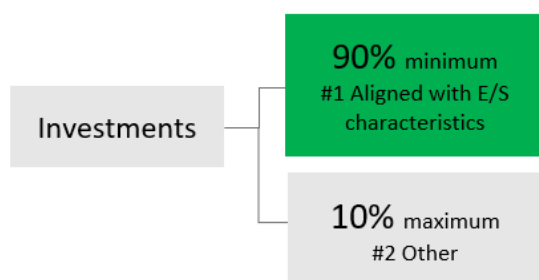 Investments
90% minimum
#1 Aligned with E/S
characteristics
10% maximum
#2 Other